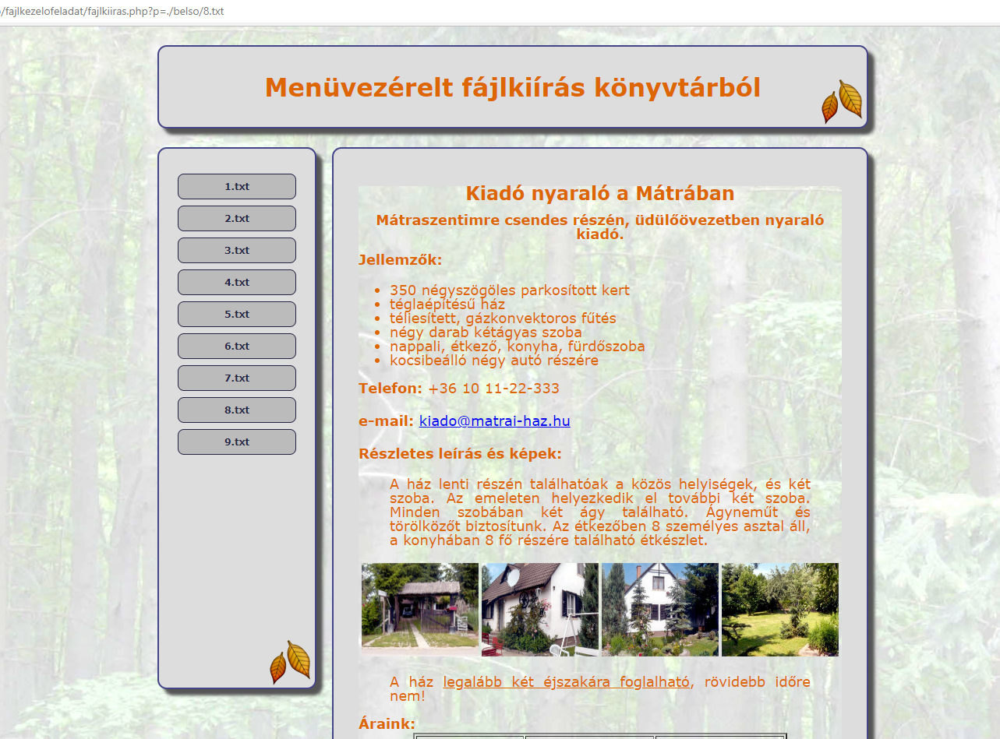 /fajlkezelofeladat/fajlkiiras.php?p=./belso/8.txt
Menüvezérelt fájlkiírás könyvtárból
1.txt
2.txt
3.txt
4.txt
5.txt
6.txt
7.txt
8.txt
9.txt
Kiadó nyaraló a Mátrában
Mátraszentimre csendes részén, üdülőövezetben nyaraló
kiadó.
Jellemzők:
350 négyszögöles parkosított kert
téglaépítésű ház
téliesített, gázkonvektoros fűtés
négy darab kétágyas szoba
nappali, étkező, konyha, fürdőszoba
kocsibeálló négy autó részére
Telefon: +36 10 11-22-333
e-mail: kiado@matrai-haz.hu
Részletes leírás és képek:
A ház lenti részén találhatóak a közös helyiségek, és két
szoba. Az emeleten helyezkedik el további két szoba.
Minden szobában két ágy található. Ágyneműt és
törölközőt biztosítunk. Az étkezőben 8 személyes asztal áll,
a konyhában 8 fő részére található étkészlet.
A ház legalább két éjszakára foglalható, rövidebb időre
nem!
Áraink: